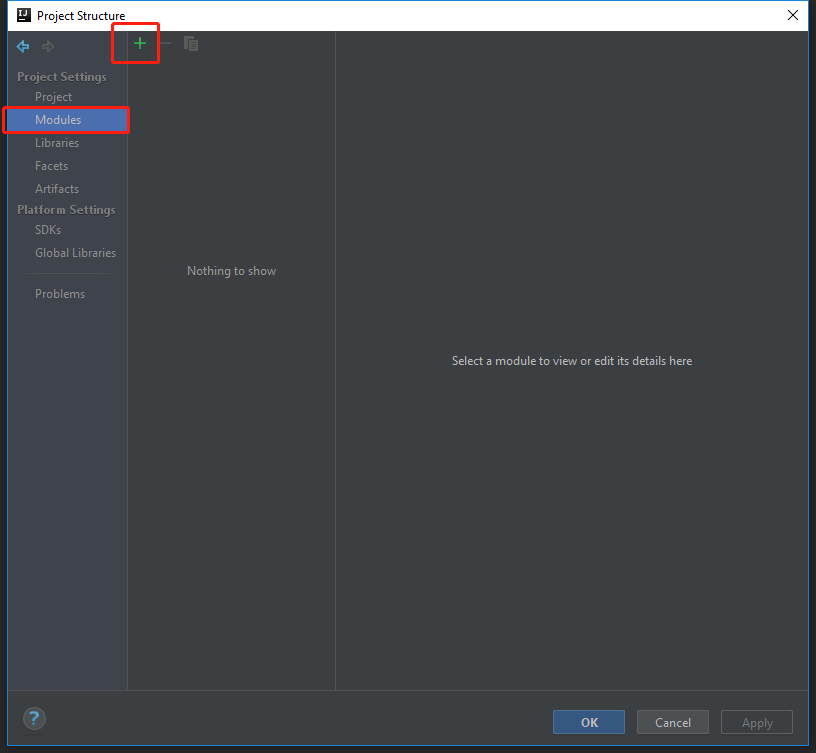 IJ
Project Structure
Project Settings
Project
Modules
Libraries
Facets
Artifacts
Platform Settings
SDKs
Global Libraries
Problems
Nothing to show
Select a module to view or edit its details here
?
OK
Cancel
Apply